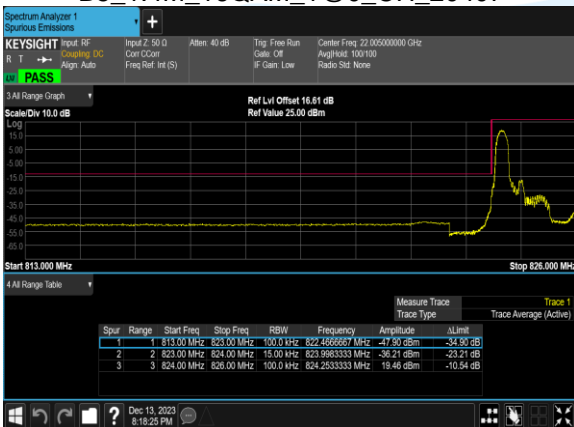 Spectrum Analyzer 1
Spurious Emissions
+
KEYSIGHT
R T
Input: RF
Coupling: DC
Align: Auto
Input Z: 50 Ω
Corr CCorr
Freq Ref: Int (S)
Atten: 40 dB
Trig: Free Run
Gate: Off
IF Gain: Low
Center Freq: 22.005000000 GHz
Avg|Hold: 100/100
Radio Std: None
LW PASS
3 All Range Graph
Scale/Div 10.0 dB
Ref Lvl Offset 16.61 dB
Ref Value 25.00 dBm
Log
15.0
5.00
-5.00
-15.0
-25.0
-35.0
-45.0
-55.0
-65.0
Start 813.000 MHz
Stop 826.000 MHz
4 All Range Table
Measure Trace Trace 1
Trace Type Trace Average (Active)
Spur Range Start Freq Stop Freq RBW Frequency Amplitude ΔLimit
1 1 813.00 MHz 823.00 MHz 100.0 kHz 822.4666667 MHz -47.90 dBm -34.90 dB
2 2 823.00 MHz 824.00 MHz 15.00 kHz 823.9983333 MHz -36.21 dBm -23.21 dB
3 3 824.00 MHz 826.00 MHz 100.0 kHz 824.2533333 MHz 19.46 dBm -10.54 dB
? Dec 13, 2023
8:18:25 PM